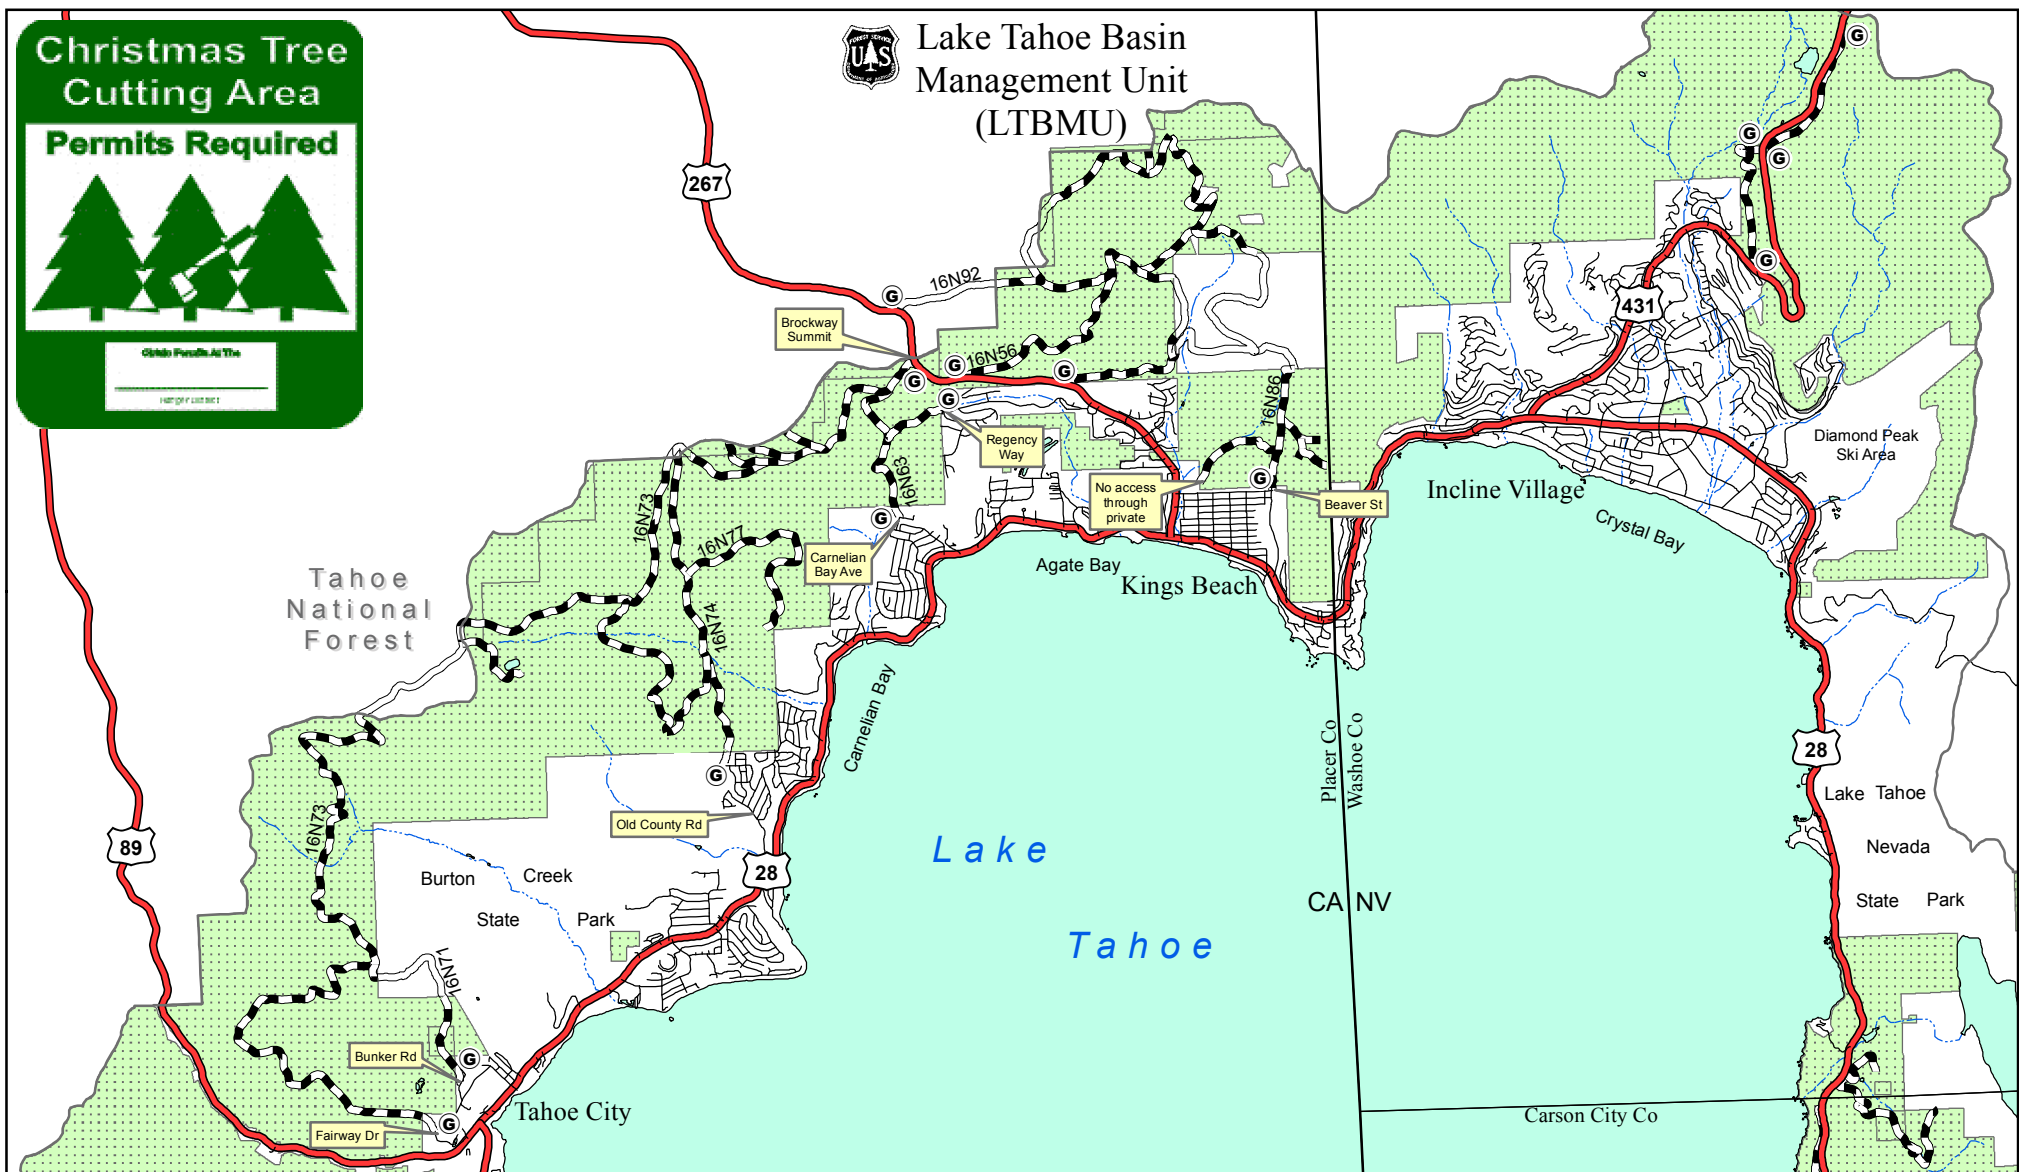 Christmas Tree
Cutting Area
Permits Required
Lake Tahoe Basin
Management Unit
(LTBMU)
FOREST SERVICE
U S
267
G
G
G
G
G
431
16N92
G
Brockway
Summit
G
16N56
G
G
G
Regency
Way
16N86
16N63
G
No access
through
private
G
Beaver St
Carnelian
Bay Ave
16N73
16N77
16N74
Agate Bay
Kings Beach
Incline Village
Crystal Bay
Diamond Peak
Ski Area
Tahoe
National
Forest
Carnelian Bay
G
Old County Rd
28
89
16N73
Burton Creek
State Park
Lake
Tahoe
Placer Co
Washoe Co
CA NV
28
Lake Tahoe
Nevada
State Park
16N71
Bunker Rd
G
Fairway Dr
G
Tahoe City
Carson City Co